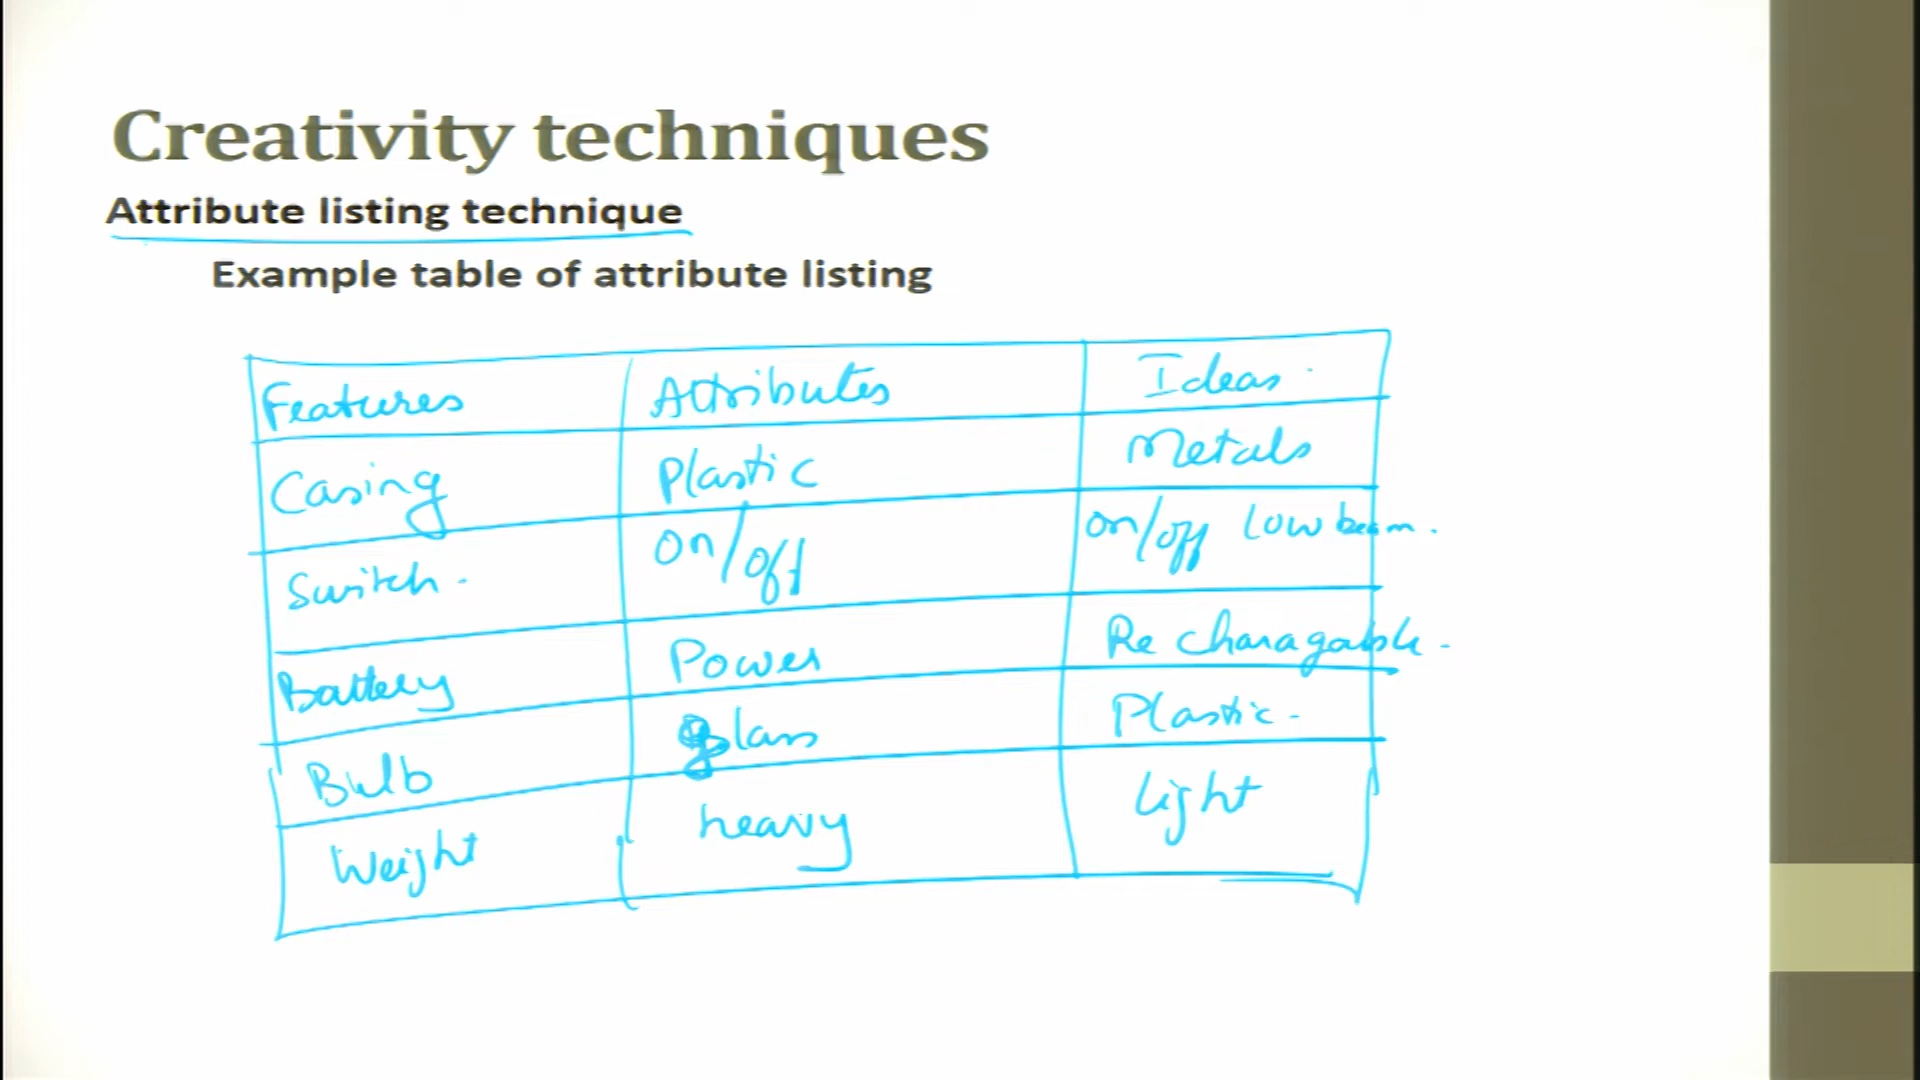 Creativity techniques
Attribute listing technique
Example table of attribute listing
Features Attributes Ideas.
Casing Plastic Metals
Switch. on/off on/off Low beam.
Battery Power Re charagable.
Bulb glass Plastic.
Weight heavy light